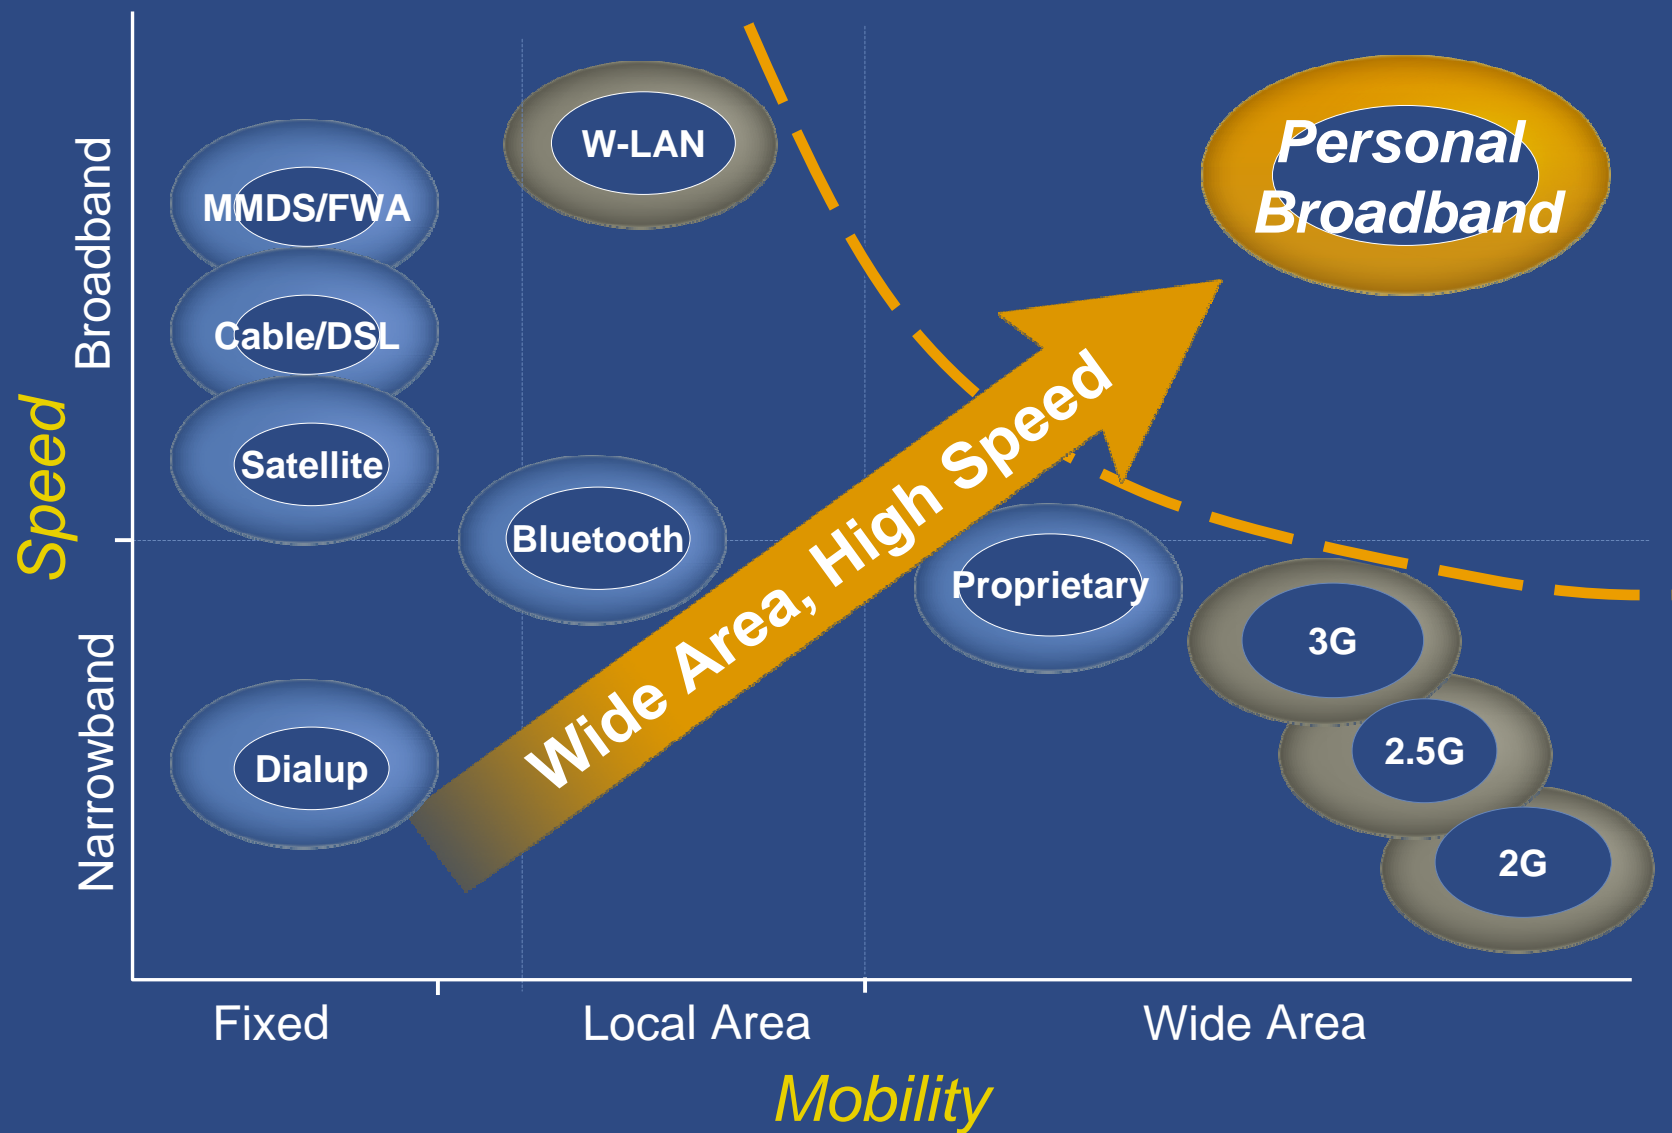 W-LAN
Personal
Broadband
MMDS/FWA
Cable/DSL
Satellite
Bluetooth
Dialup
Wide Area, High Speed
Proprietary
3G
2.5G
2G
Broadband
Narrowband
Speed
Fixed
Local Area
Wide Area
Mobility